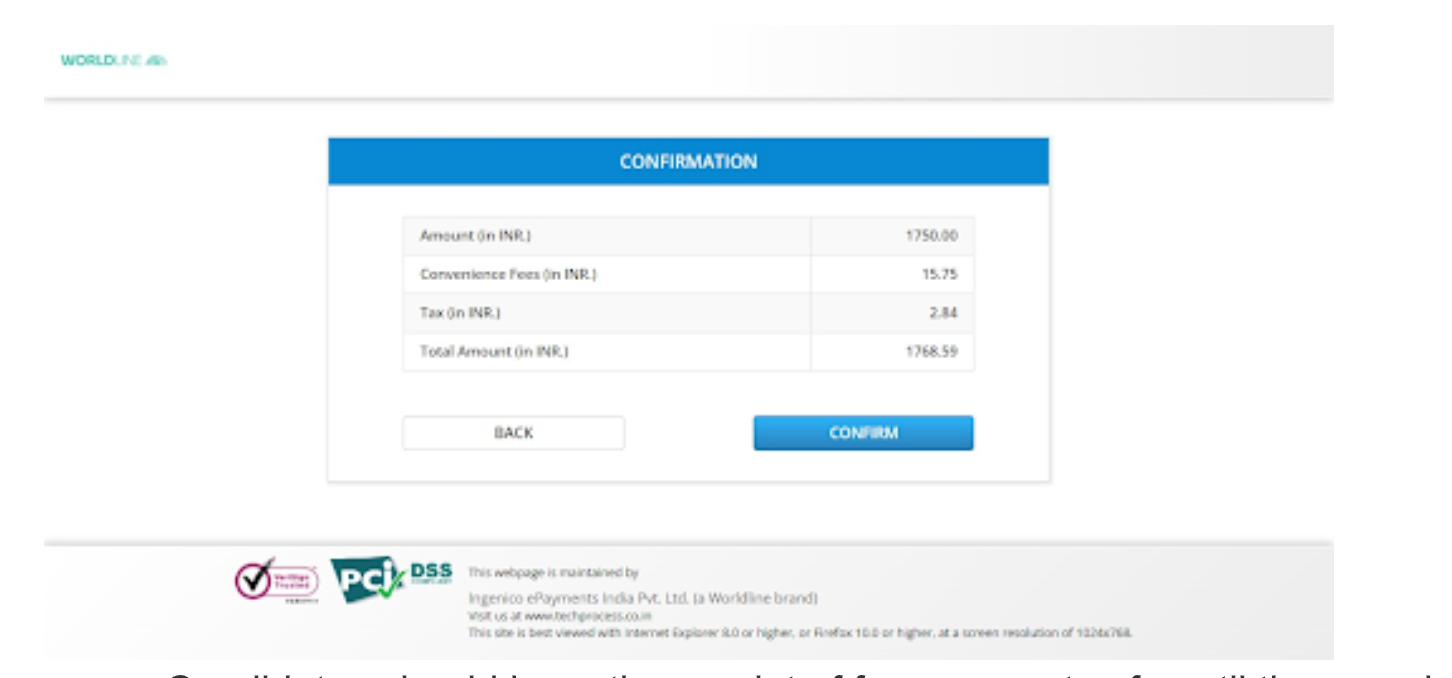 WORLDLINE
CONFIRMATION
Amount (in INR.) 1750.00
Convenience Fees (in INR.) 15.75
Tax (in INR.) 2.84
Total Amount (in INR.) 1768.59
BACK CONFIRM
VeriSign
Trusted
PCI DSS
COMPLIANT
This webpage is maintained by
Ingenico ePayments India Pvt. Ltd. (a Worldline brand)
Visit us at www.techprocess.co.in
This site is best viewed with Internet Explorer 8.0 or higher, or Firefox 10.0 or higher, at a screen resolution of 1024x768.